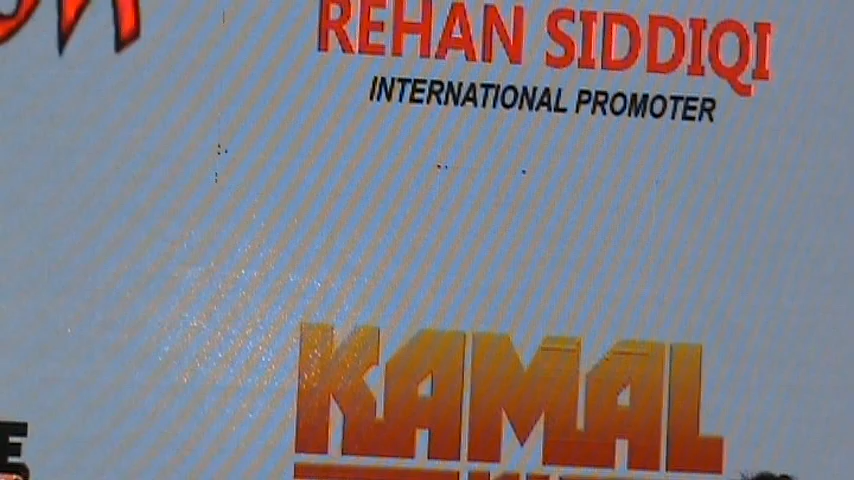 REHAN SIDDIQI
INTERNATIONAL PROMOTER
KAMAL
E